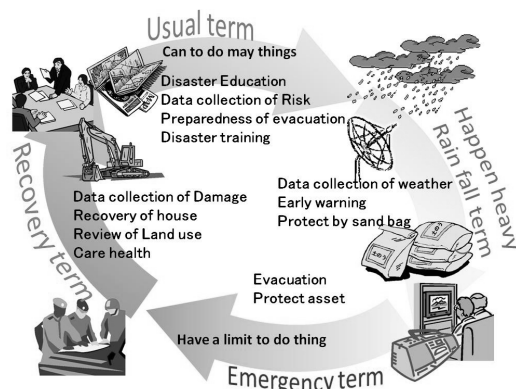 Usual term
Can to do may things
Disaster Education
Data collection of Risk
Preparedness of evacuation
Disaster training
Happen heavy
Rain fall term
Data collection of weather
Early warning
Protect by sand bag
Evacuation
Protect asset
Have a limit to do thing
Emergency term
Recovery term
Data collection of Damage
Recovery of house
Review of Land use
Care health